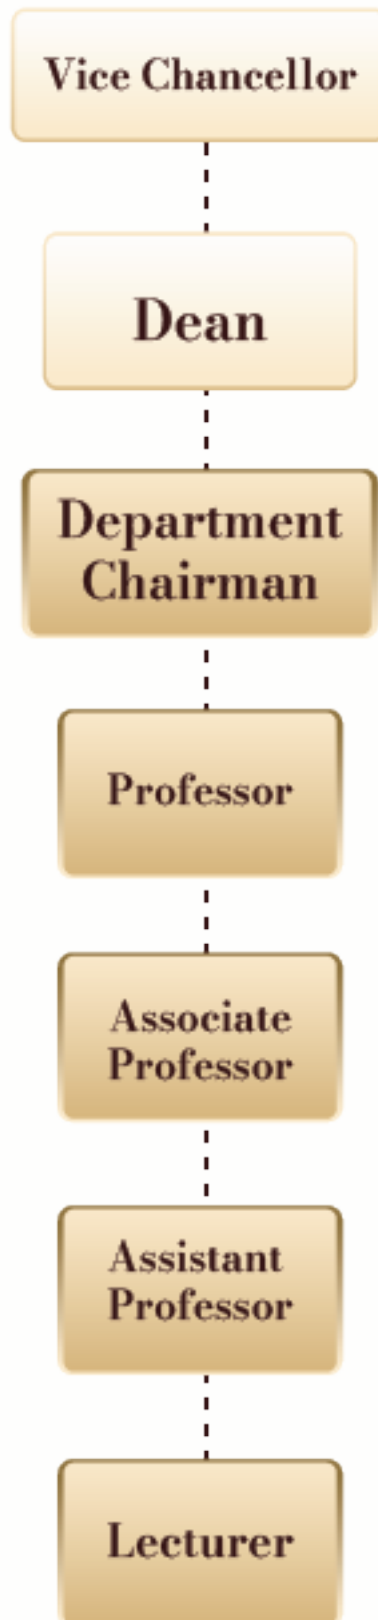 Vice Chancellor
Dean
Department
Chairman
Professor
Associate
Professor
Assistant
Professor
Lecturer